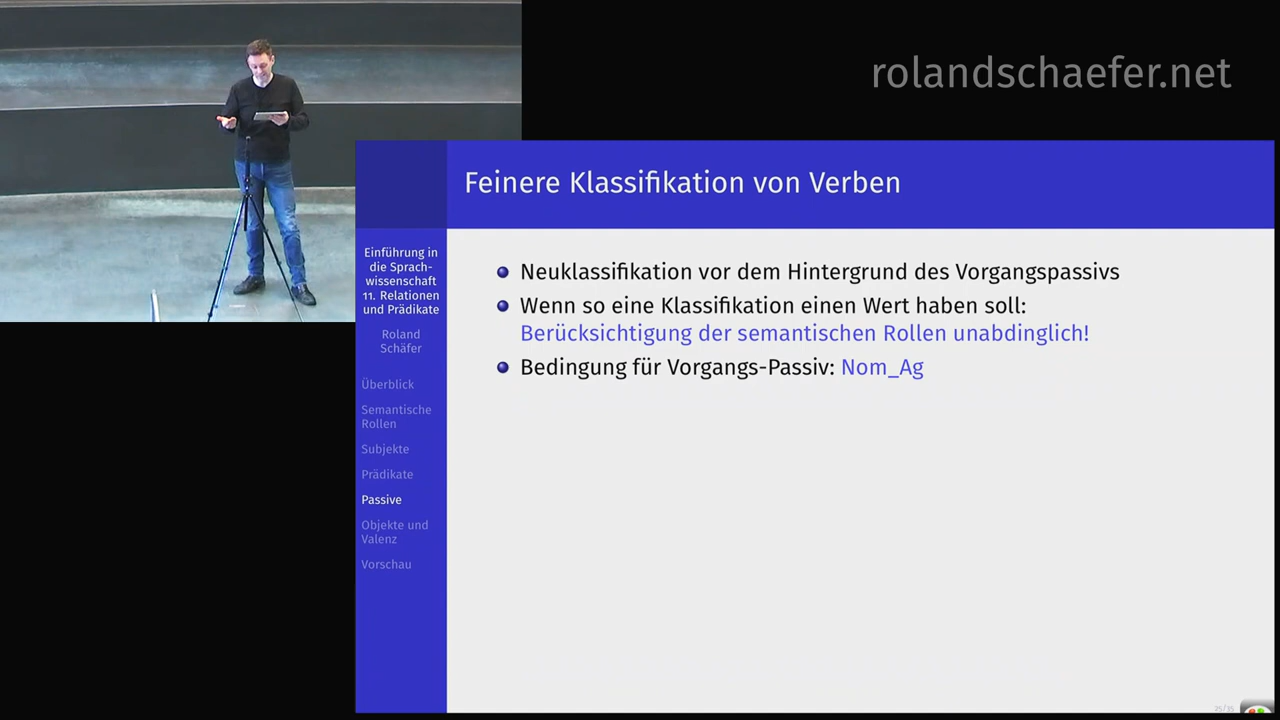 rolandschaefer.net
Feinere Klassifikation von Verben
Einführung in
die Sprach-
wissenschaft
11. Relationen
und Prädikate
Roland
Schäfer
Überblick
Semantische
Rollen
Subjekte
Prädikate
Passive
Objekte und
Valenz
Vorschau
Neuklassifikation vor dem Hintergrund des Vorgangspassivs
Wenn so eine Klassifikation einen Wert haben soll:
Berücksichtigung der semantischen Rollen unabdinglich!
Bedingung für Vorgangs-Passiv: Nom_Ag